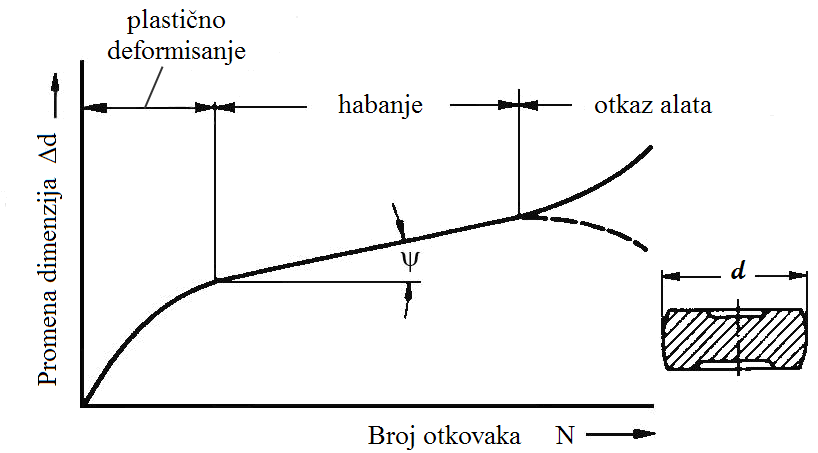 plastično
deformisanje
habanje
otkaz alata
Promena dimenzija Δd
ψ
d
Broj otkovaka N